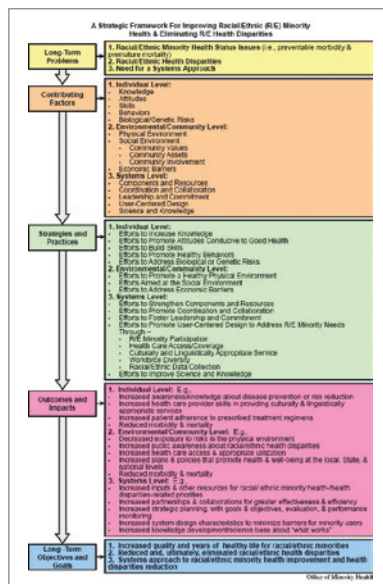 A Strategic Framework For Improving Racial/Ethnic (R/E) Minority
Health & Eliminating R/E Health Disparities
Long-Term
Problems
1. Racial/Ethnic Minority Health Status Issues (i.e., preventable morbidity &
premature mortality)
2. Racial/Ethnic Health Disparities
3. Need for a Systems Approach
Contributing
Factors
1. Individual Level:
- Knowledge
- Attitudes
- Skills
- Behaviors
- Biological/Genetic Risks
2. Environmental/Community Level:
- Physical Environment
- Social Environment
- Community Values
- Community Assets
- Community Involvement
- Economic Barriers
3. Systems Level:
- Components and Resources
- Coordination and Collaboration
- Leadership and Commitment
- User-Centered Design
- Science and Knowledge
Strategies and
Practices
1. Individual Level:
- Efforts to Increase Knowledge
- Efforts to Promote Attitudes Conducive to Good Health
- Efforts to Build Skills
- Efforts to Promote Healthy Behaviors
- Efforts to Address Biological or Genetic Risks
2. Environmental/Community Level:
- Efforts to Promote a Healthy Physical Environment
- Efforts Aimed at the Social Environment
- Efforts to Address Economic Barriers
3. Systems Level:
- Efforts to Strengthen Components and Resources
- Efforts to Promote Coordination and Collaboration
- Efforts to Foster Leadership and Commitment
- Efforts to Promote User-Centered Design to Address R/E Minority Needs
Through –
- R/E Minority Participation
- Health Care Access/Coverage
- Culturally and Linguistically Appropriate Service
- Workforce Diversity
- Racial/Ethnic Data Collection
- Efforts to Improve Science and Knowledge
Outcomes and
Impacts
1. Individual Level: E.g.,
- Increased awareness/knowledge about disease prevention or risk reduction
- Increased health care provider skills in providing culturally & linguistically
appropriate services
- Increased patient adherence to prescribed treatment regimens
- Reduced morbidity & mortality
2. Environmental/Community Level: E.g.,
- Decreased exposure to risks in the physical environment
- Increased public awareness about racial/ethnic health disparities
- Increased health care access & appropriate utilization
- Increased plans & policies that promote health & well-being at the local, State, &
national levels
- Reduced morbidity & mortality
3. Systems Level: E.g.,
- Increased inputs & other resources for racial/ethnic minority health-/health
disparities-related priorities
- Increased partnerships & collaborations for greater effectiveness & efficiency
- Increased strategic planning, with goals & objectives, evaluation, & performance
monitoring
- Increased system design characteristics to minimize barriers for minority users
- Increased knowledge development/science base about "what works"
Long-Term
Objectives and
Goals
1. Increased quality and years of healthy life for racial/ethnic minorities
2. Reduced and, ultimately, eliminated racial/ethnic health disparities
3. Systems approach to racial/ethnic minority health improvement and health
disparities reduction
Office of Minority Health